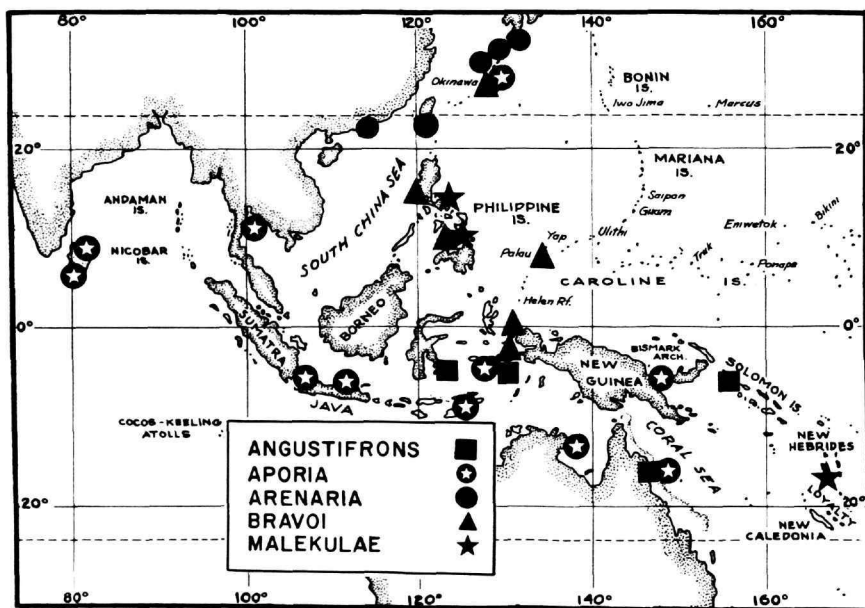 80°
120°
140°
160°
Okinawa
BONIN
IS.
Iwo Jima
Marcus
20°
20°
MARIANA
IS.
ANDAMAN
IS.
SOUTH CHINA SEA
PHILIPPINE
IS.
Saipan
Guam
Eniwetok
Bikini
NICOBAR
IS.
Yap
Ulithi
Palau
Truk
Ponape
CAROLINE
IS.
Helen Rf.
0°
0°
SUMATRA
BORNEO
BISMARK
ARCH.
NEW
GUINEA
SOLOMON IS.
JAVA
COCOS-KEELING
ATOLLS
CORAL SEA
NEW
HEBRIDES
LOYALTY
NEW
CALEDONIA
20°
ANGUSTIFRONS
APORIA
ARENARIA
BRAVOI
MALEKULAE
80°
120°
140°
160°